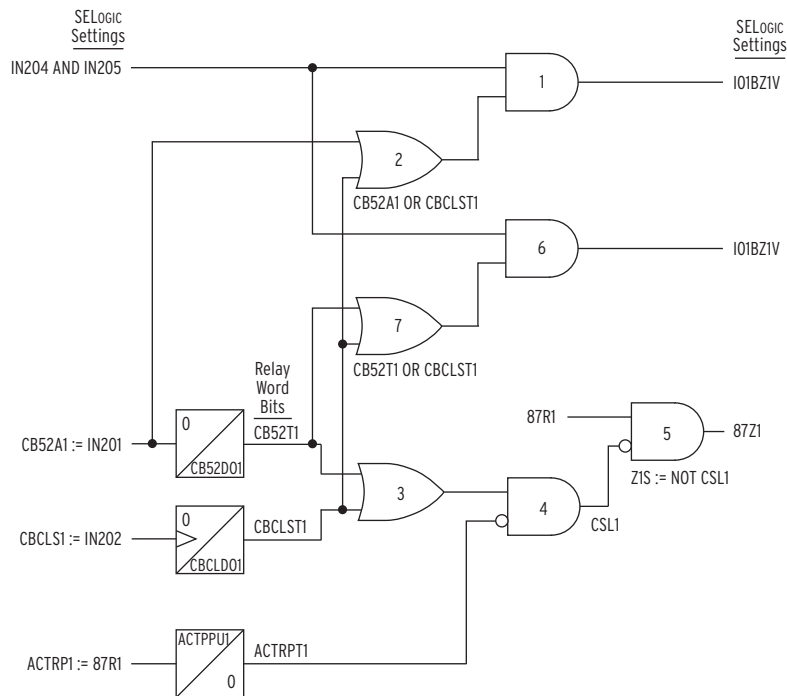 SELOGIC
Settings
SELOGIC
Settings
IN204 AND IN205
1
I01BZ1V
2
CB52A1 OR CBCLST1
6
I01BZ1V
7
CB52T1 OR CBCLST1
Relay
Word
Bits
87R1
5
87Z1
Z1S := NOT CSL1
CB52A1 := IN201
0
CB52DO1
CB52T1
3
4
CSL1
CBCLS1 := IN202
0
CBCLDO1
CBCLST1
ACTRP1 := 87R1
ACTPPU1
0
ACTRPT1